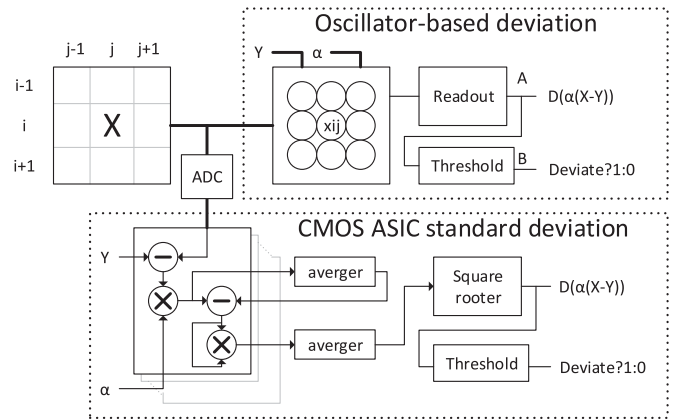 Oscillator-based deviation
j-1 j j+1
i-1
i
i+1
X
Y α
xij
Readout
A
D(α(X-Y))
Threshold
B
Deviate?1:0
ADC
CMOS ASIC standard deviation
Y
α
averger
averger
Square
rooter
D(α(X-Y))
Threshold
Deviate?1:0